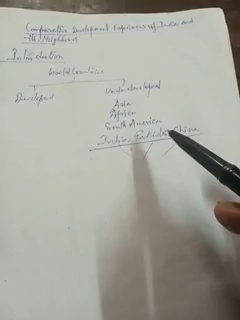 Comparative Development Experience of India and
its Neighbours
Introduction
World Countries
Developed Underdeveloped
Asia
Africa
South America
India, Pakistan, China